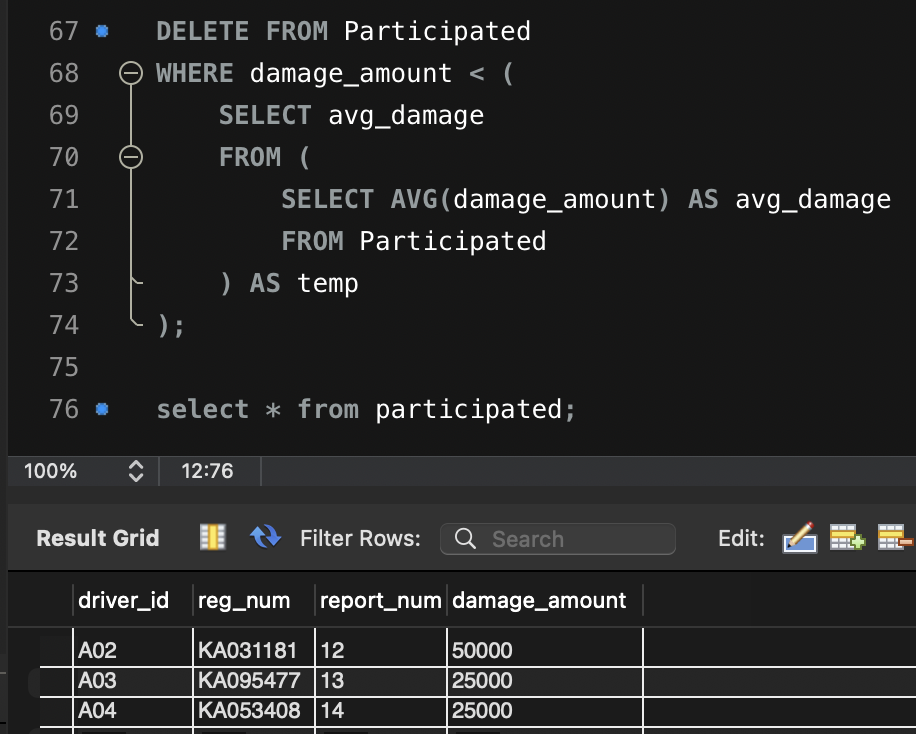 67 DELETE FROM Participated
68 WHERE damage_amount < (
69 SELECT avg_damage
70 FROM (
71 SELECT AVG(damage_amount) AS avg_damage
72 FROM Participated
73 ) AS temp
74 );
75
76 select * from participated;
100% 12:76
Result Grid Filter Rows: Search Edit:
driver_id reg_num report_num damage_amount
A02 KA031181 12 50000
A03 KA095477 13 25000
A04 KA053408 14 25000